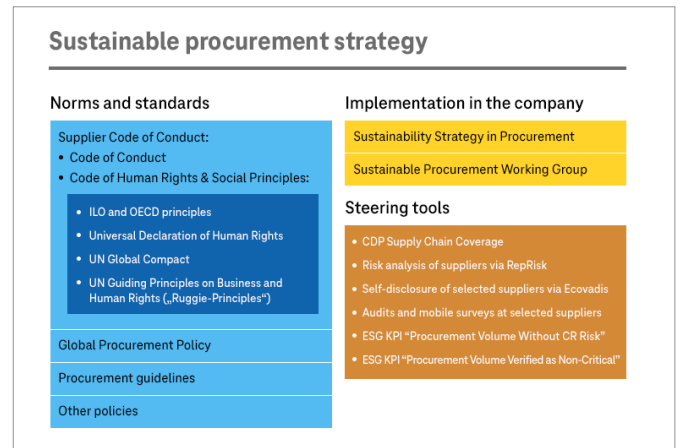 Sustainable procurement strategy
Norms and standards
Supplier Code of Conduct:
• Code of Conduct
• Code of Human Rights & Social Principles:
• ILO and OECD principles
• Universal Declaration of Human Rights
• UN Global Compact
• UN Guiding Principles on Business and
Human Rights („Ruggie-Principles“)
Global Procurement Policy
Procurement guidelines
Other policies
Implementation in the company
Sustainability Strategy in Procurement
Sustainable Procurement Working Group
Steering tools
• CDP Supply Chain Coverage
• Risk analysis of suppliers via RepRisk
• Self-disclosure of selected suppliers via Ecovadis
• Audits and mobile surveys at selected suppliers
• ESG KPI “Procurement Volume Without CR Risk”
• ESG KPI “Procurement Volume Verified as Non-Critical”